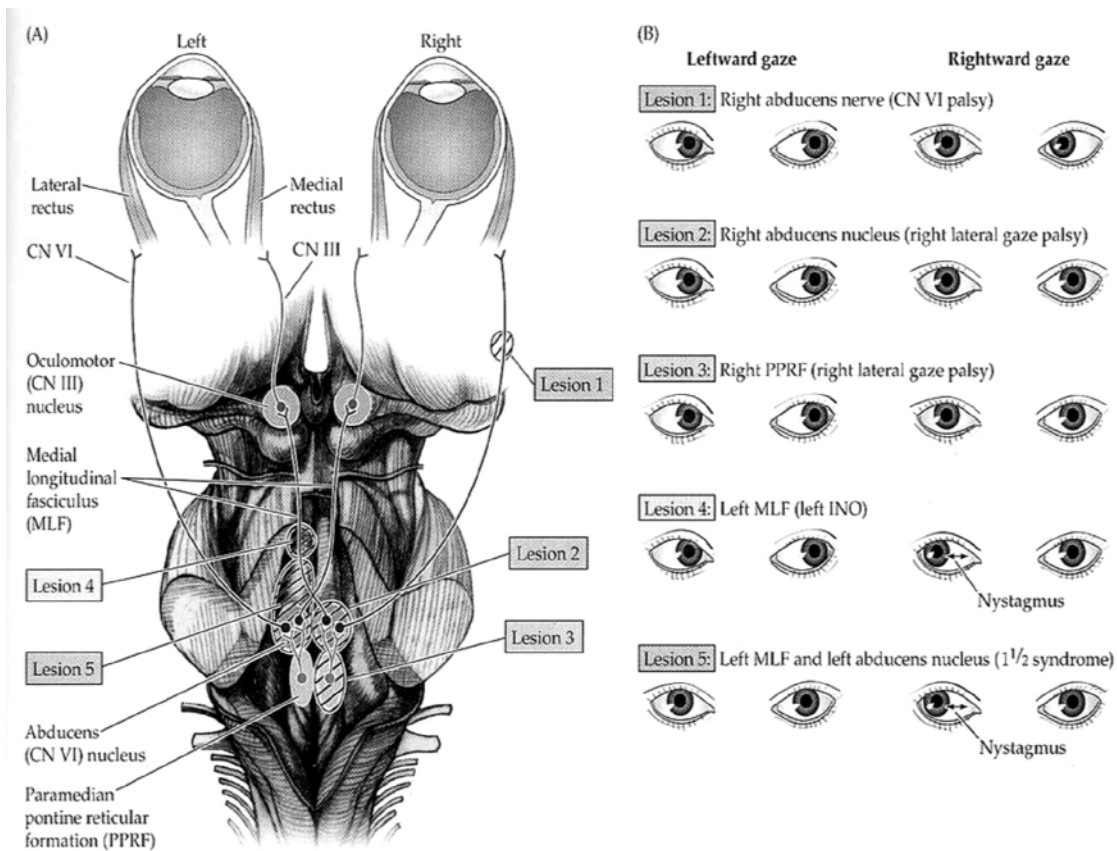 (A)
Left
Right
Lateral
rectus
Medial
rectus
CN VI
CN III
Oculomotor
(CN III)
nucleus
Lesion 1
Medial
longitudinal
fasciculus
(MLF)
Lesion 4
Lesion 2
Lesion 5
Lesion 3
Abducens
(CN VI) nucleus
Paramedian
pontine reticular
formation (PPRF)
(B)
Leftward gaze
Rightward gaze
Lesion 1: Right abducens nerve (CN VI palsy)
Lesion 2: Right abducens nucleus (right lateral gaze palsy)
Lesion 3: Right PPRF (right lateral gaze palsy)
Lesion 4: Left MLF (left INO)
Nystagmus
Lesion 5: Left MLF and left abducens nucleus (1 1/2 syndrome)
Nystagmus